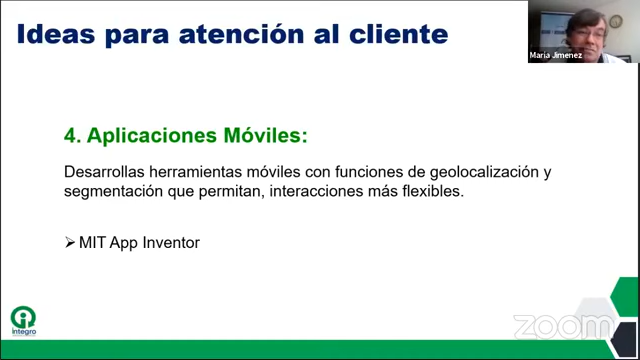 Ideas para atención al cliente
Maria Jimenez
4. Aplicaciones Móviles:
Desarrollas herramientas móviles con funciones de geolocalización y
segmentación que permitan, interacciones más flexibles.
MIT App Inventor
integro
zoom